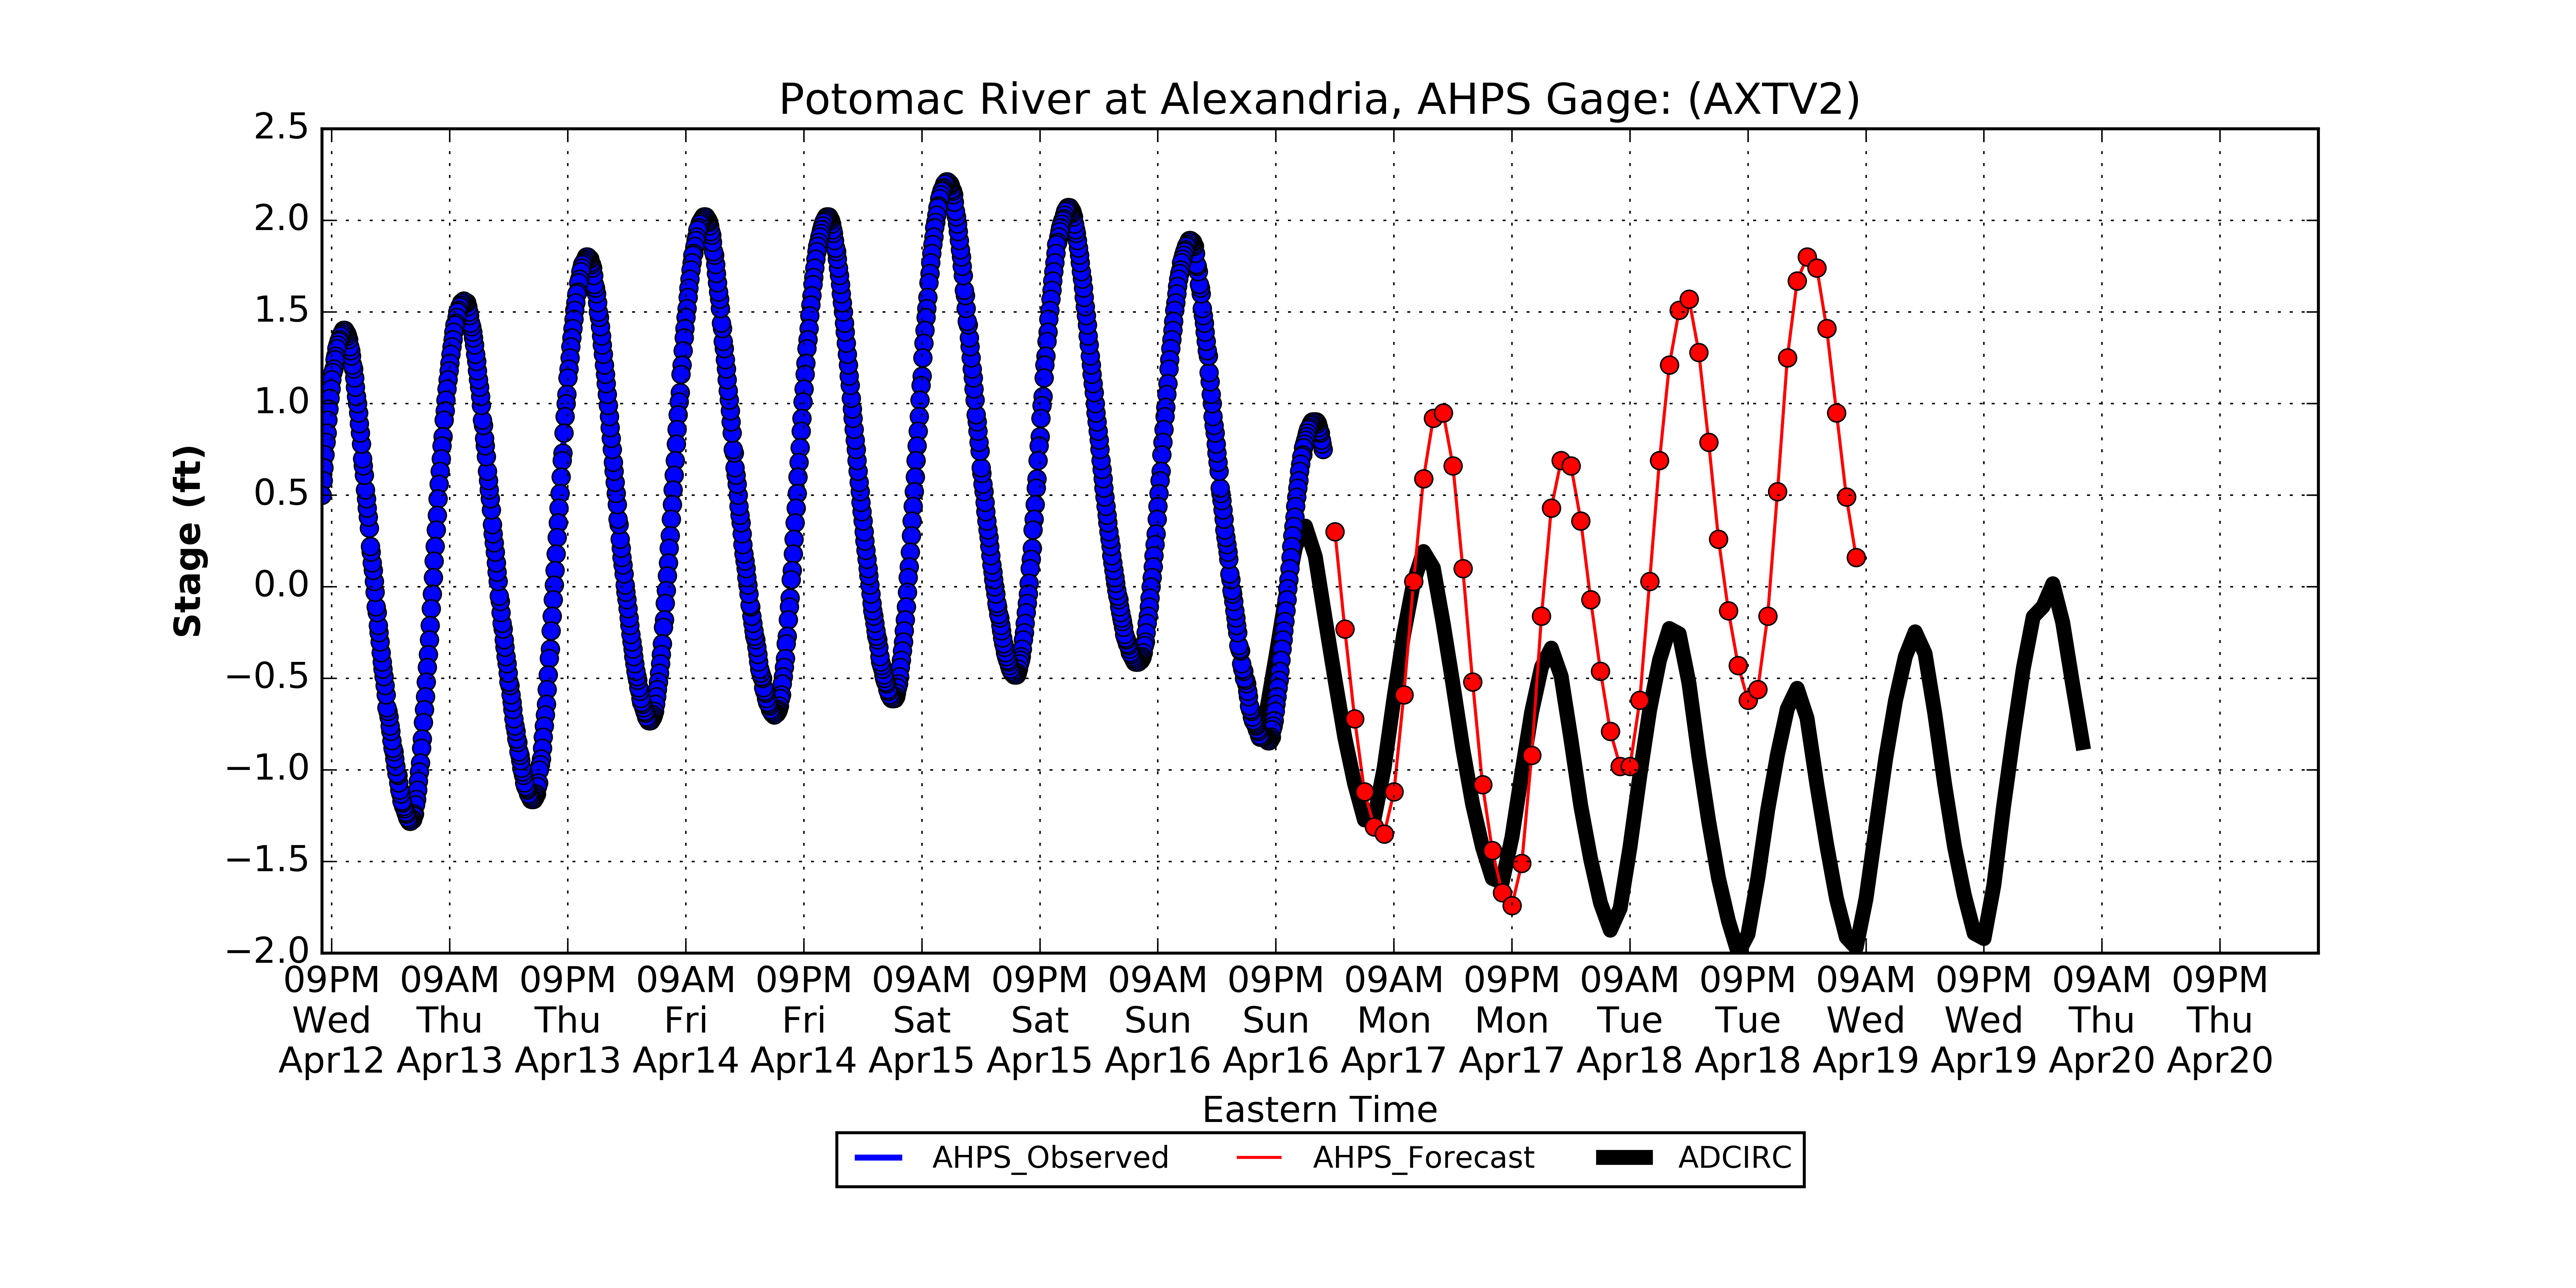 Potomac River at Alexandria, AHPS Gage: (AXTV2)
2.5
2.0
1.5
1.0
0.5
0.0
−0.5
−1.0
−1.5
−2.0
Stage (ft)
09PM 09AM 09PM 09AM 09PM 09AM 09PM 09AM 09PM 09AM 09PM 09AM 09PM 09AM 09PM 09AM 09PM
Wed Thu Thu Fri Fri Sat Sat Sun Sun Mon Mon Tue Tue Wed Wed Thu Thu
Apr12 Apr13 Apr13 Apr14 Apr14 Apr15 Apr15 Apr16 Apr16 Apr17 Apr17 Apr18 Apr18 Apr19 Apr19 Apr20 Apr20
Eastern Time
AHPS_Observed AHPS_Forecast ADCIRC